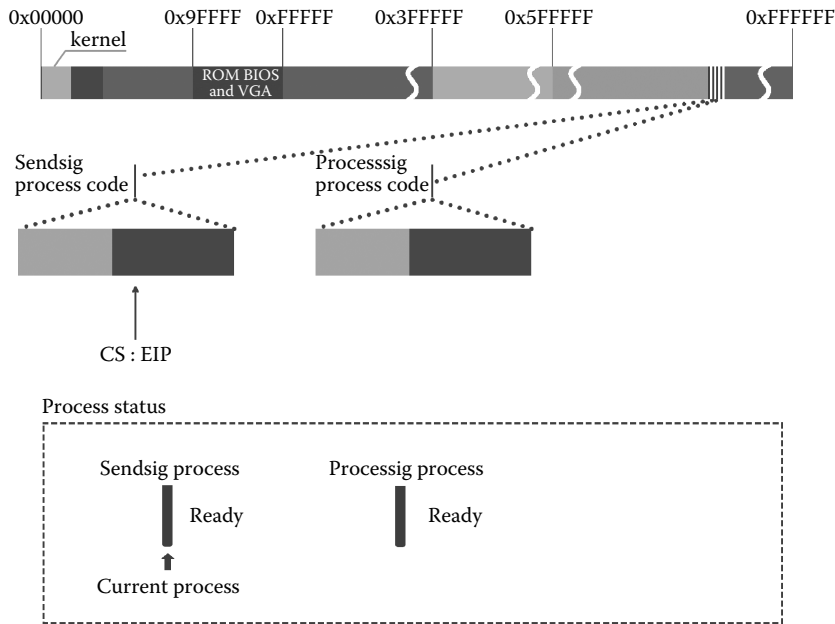 0x00000 0x9FFFF 0xFFFFF 0x3FFFFF 0x5FFFFF 0xFFFFFF
kernel
ROM BIOS
and VGA
Sendsig
process code
Processsig
process code
CS : EIP
Process status
Sendsig process
Processig process
Ready
Ready
Current process